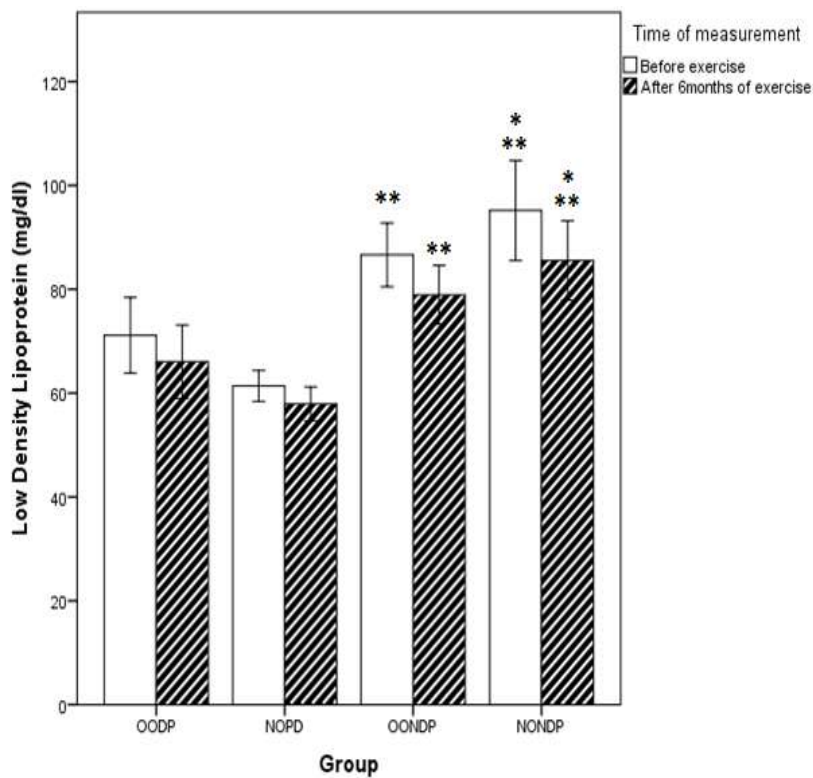 Time of measurement
Before exercise
After 6months of exercise
Low Density Lipoprotein (mg/dl)
120
100
80
60
40
20
0
*
**
*
**
**
**
OODP
NOPD
OONDP
NONDP
Group